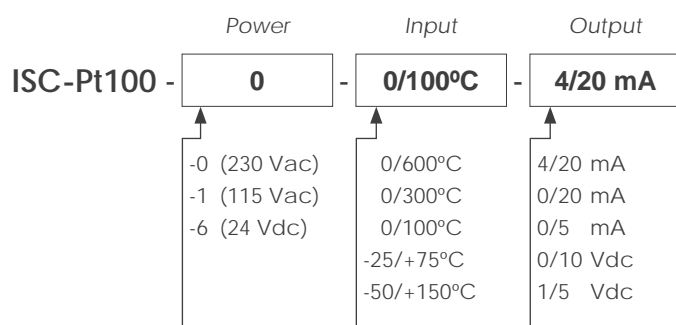 Power Input Output
ISC-Pt100 - 0 - 0/100ºC - 4/20 mA
-0 (230 Vac) 0/600ºC 4/20 mA
-1 (115 Vac) 0/300ºC 0/20 mA
-6 (24 Vdc) 0/100ºC 0/5 mA
-25/+75ºC 0/10 Vdc
-50/+150ºC 1/5 Vdc